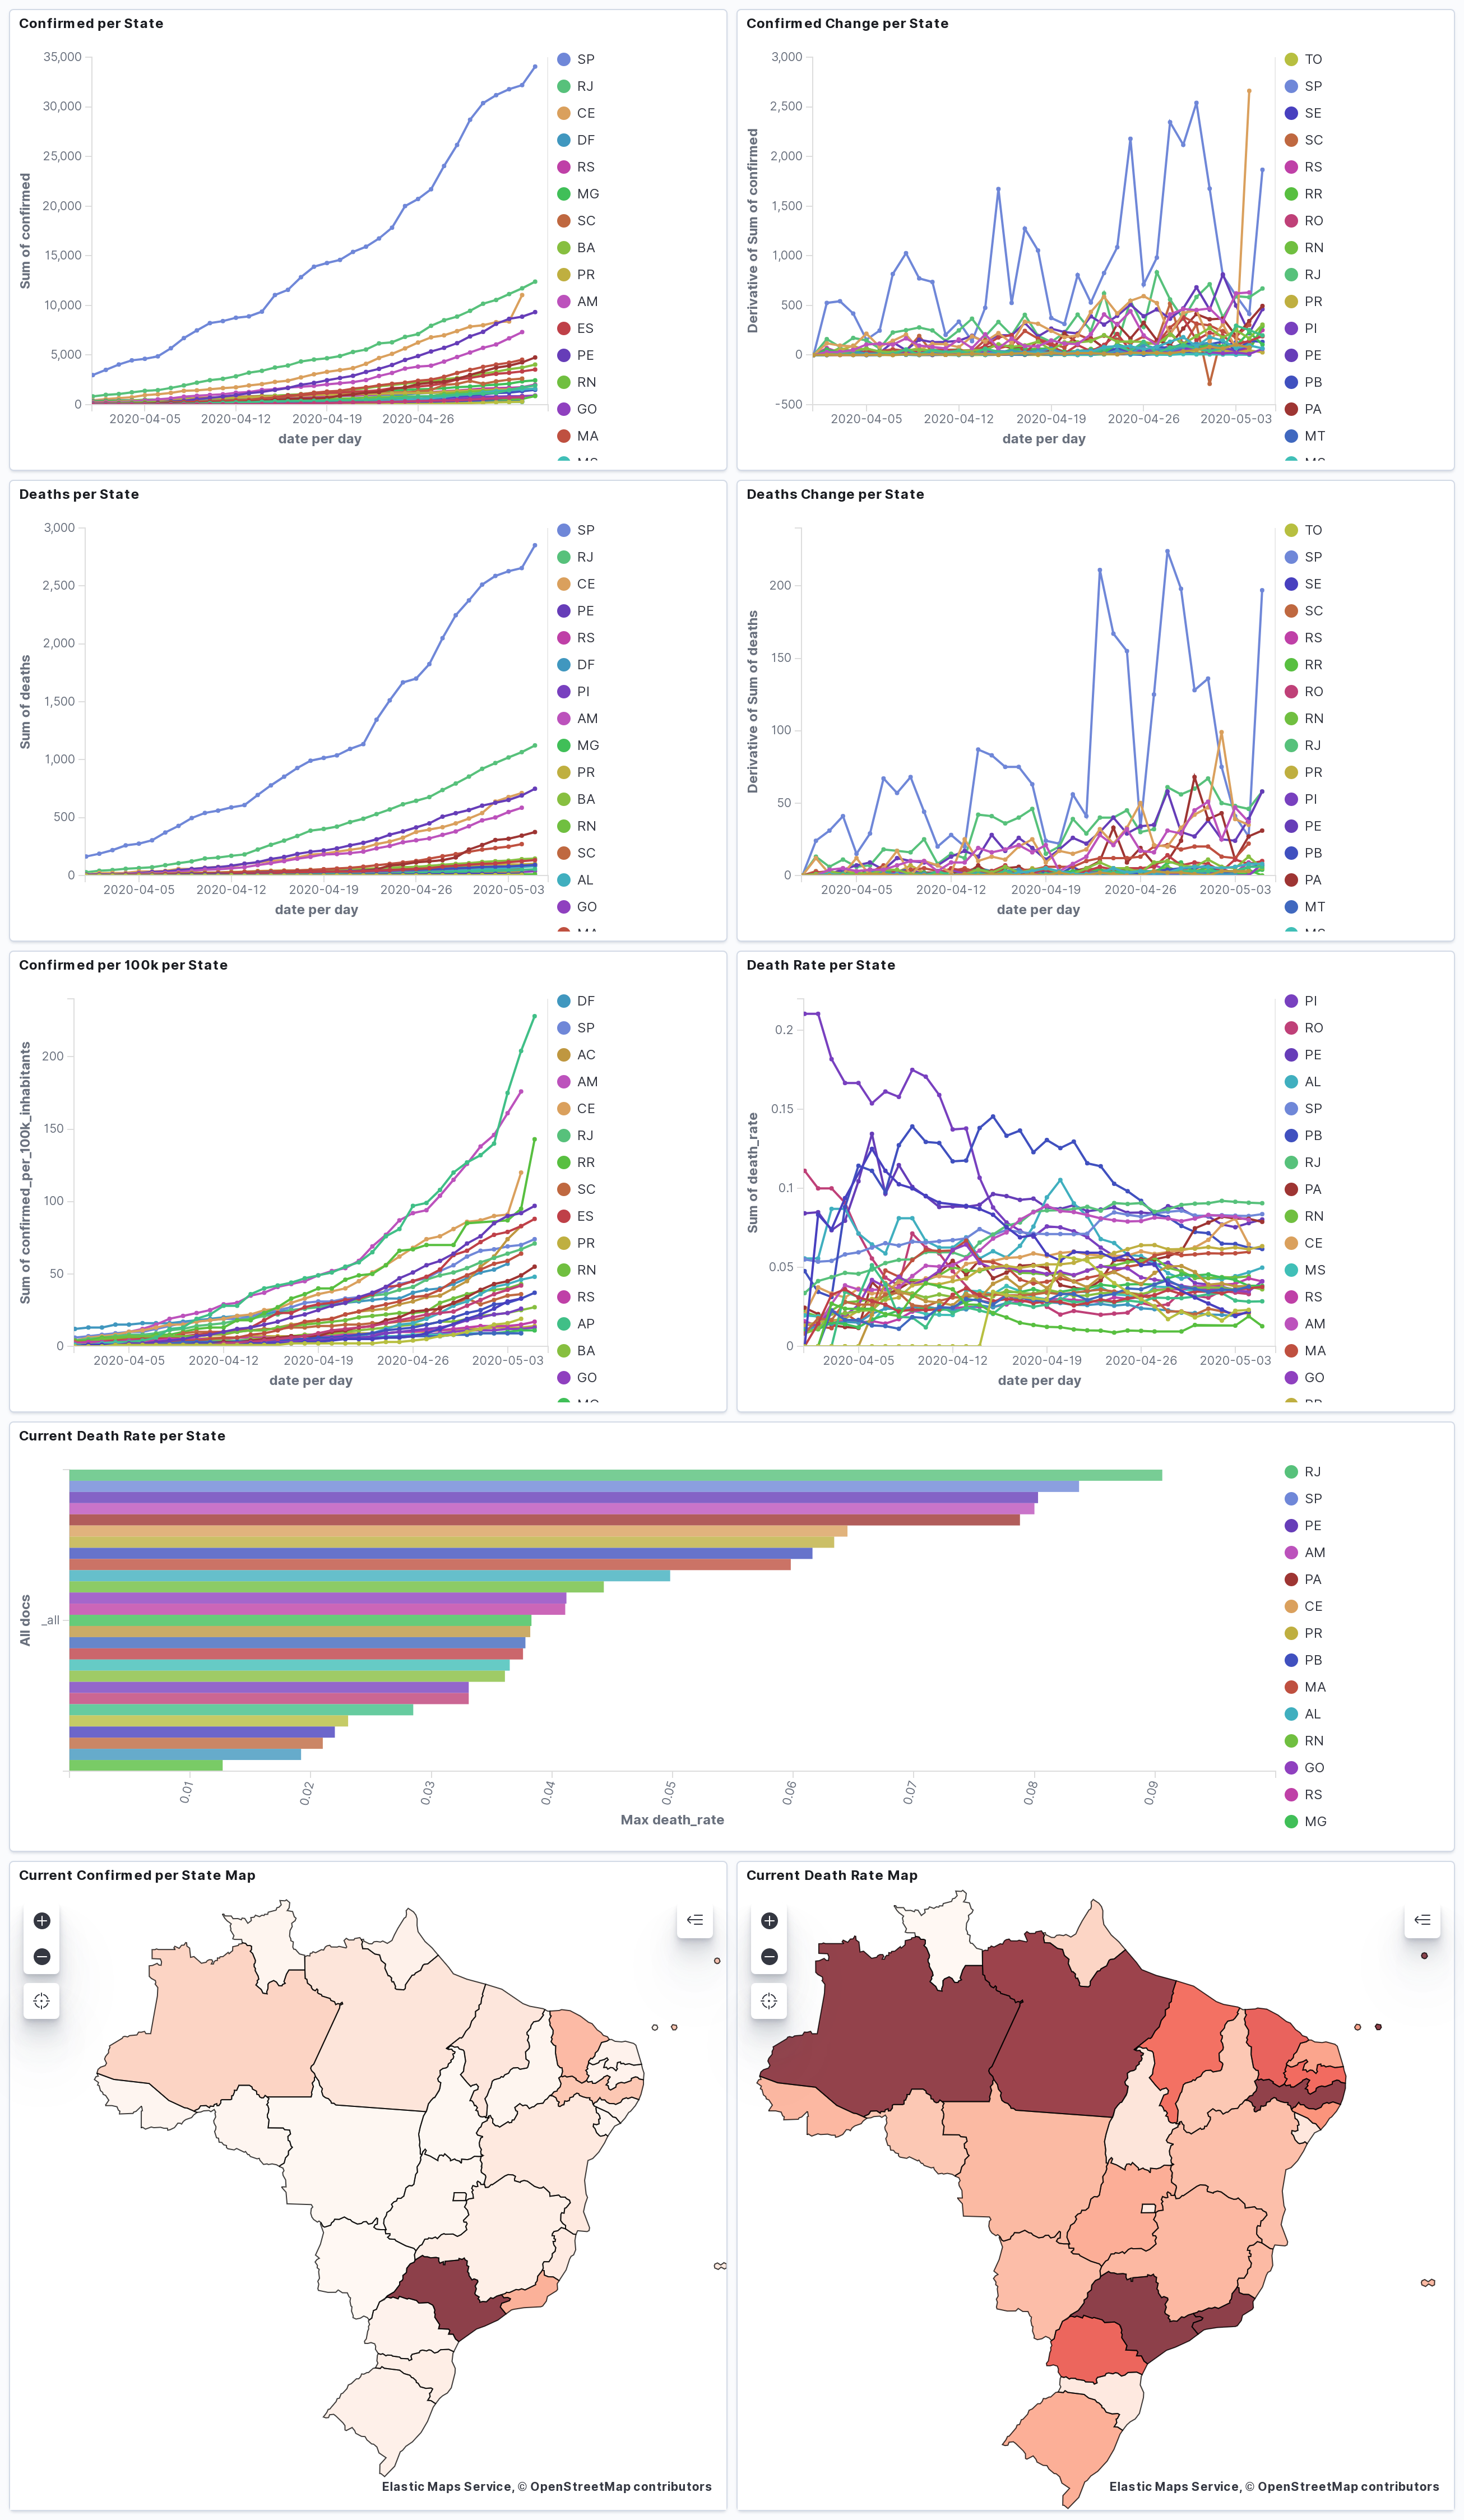 Confirmed per State
35,000
30,000
25,000
20,000
15,000
10,000
5,000
0
Sum of confirmed
2020-04-05 2020-04-12 2020-04-19 2020-04-26
date per day
SP
RJ
CE
DF
RS
MG
SC
BA
PR
AM
ES
PE
RN
GO
MA
Confirmed Change per State
3,000
2,500
2,000
1,500
1,000
500
0
-500
Derivative of Sum of confirmed
2020-04-05 2020-04-12 2020-04-19 2020-04-26 2020-05-03
date per day
TO
SP
SE
SC
RS
RR
RO
RN
RJ
PR
PI
PE
PB
PA
MT
Deaths per State
3,000
2,500
2,000
1,500
1,000
500
0
Sum of deaths
2020-04-05 2020-04-12 2020-04-19 2020-04-26 2020-05-03
date per day
SP
RJ
CE
PE
RS
DF
PI
AM
MG
PR
BA
RN
SC
AL
GO
Deaths Change per State
200
150
100
50
0
Derivative of Sum of deaths
2020-04-05 2020-04-12 2020-04-19 2020-04-26 2020-05-03
date per day
TO
SP
SE
SC
RS
RR
RO
RN
RJ
PR
PI
PE
PB
PA
MT
Confirmed per 100k per State
200
150
100
50
0
Sum of confirmed_per_100k_inhabitants
2020-04-05 2020-04-12 2020-04-19 2020-04-26 2020-05-03
date per day
DF
SP
AC
AM
CE
RJ
RR
SC
ES
PR
RN
RS
AP
BA
GO
Death Rate per State
0.2
0.15
0.1
0.05
0
Sum of death_rate
2020-04-05 2020-04-12 2020-04-19 2020-04-26 2020-05-03
date per day
PI
RO
PE
AL
SP
PB
RJ
PA
RN
CE
MS
RS
AM
MA
GO
Current Death Rate per State
All docs
_all
0.01 0.02 0.03 0.04 0.05 0.06 0.07 0.08 0.09
Max death_rate
RJ
SP
PE
AM
PA
CE
PR
PB
MA
AL
RN
GO
RS
MG
Current Confirmed per State Map
Elastic Maps Service, © OpenStreetMap contributors
Current Death Rate Map
Elastic Maps Service, © OpenStreetMap contributors